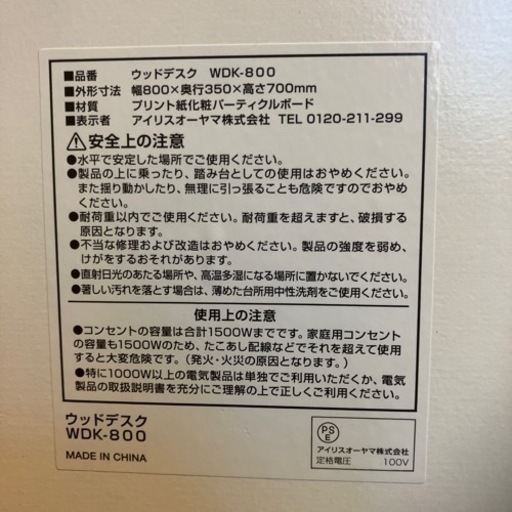 ■品番　ウッドデスク WDK-800
■外形寸法　幅800×奥行350×高さ700mm
■材質　プリント紙化粧パーティクルボード
■表示者　アイリスオーヤマ株式会社 TEL 0120-211-299
⚠安全上の注意
●水平で安定した場所でご使用ください。
●製品の上に乗ったり、踏み台としての使用はおやめください。
また揺り動かしたり、無理に引っ張ることも危険ですのでおやめ
ください。
●耐荷重以内でご使用ください。耐荷重を超えますと、破損する
原因となります。
●不当な修理および改造はおやめください。製品の強度を弱め、
けがをするおそれがあります。
●直射日光のあたる場所や、高温多湿になる場所に置かないでください。
●著しい汚れを落とす場合は、薄めた台所用中性洗剤をご使用ください。
使用上の注意
●コンセントの容量は合計1500Wまでです。家庭用コンセント
の容量も1500Wのため、たこあし配線などでそれを超えて使用
すると大変危険です。（発火・火災の原因となります。）
●特に1000W以上の電気製品は単独でご利用いただくか、電気
製品の取扱説明書を充分にご理解の上で正しくご利用ください。
ウッドデスク
WDK-800
MADE IN CHINA
PS
E
アイリスオーヤマ株式会社
定格電圧　100V